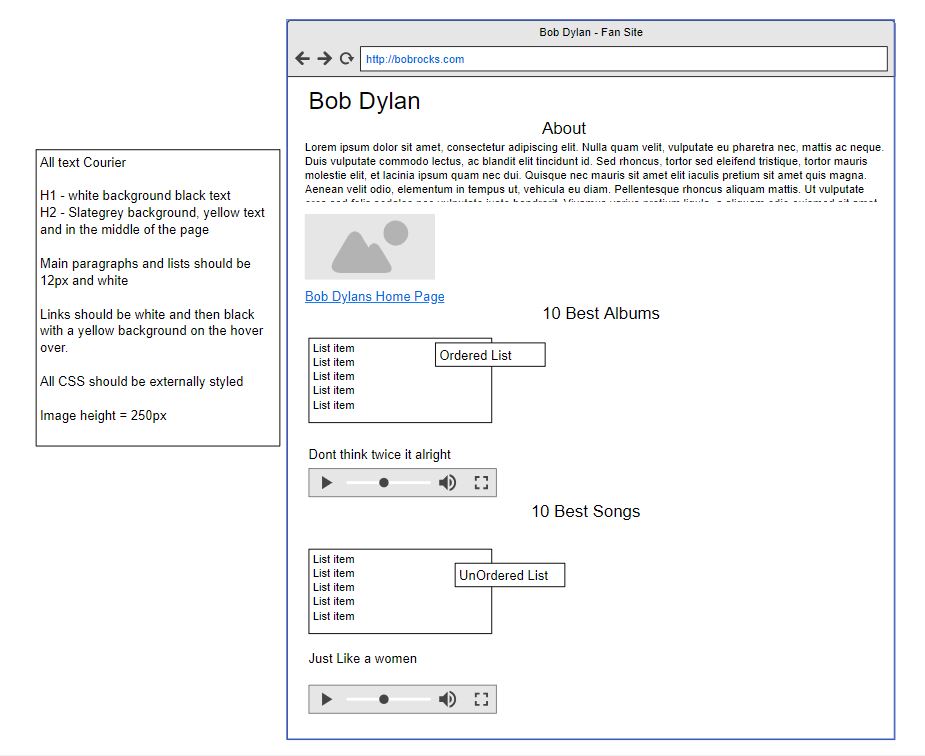 Bob Dylan - Fan Site
http://bobrocks.com
Bob Dylan
About
Lorem ipsum dolor sit amet, consectetur adipiscing elit. Nulla quam velit, vulputate eu pharetra nec, mattis ac neque.
Duis vulputate commodo lectus, ac blandit elit tincidunt id. Sed rhoncus, tortor sed eleifend tristique, tortor mauris
molestie elit, et lacinia ipsum quam nec dui. Quisque nec mauris sit amet elit iaculis pretium sit amet quis magna.
Aenean velit odio, elementum in tempus ut, vehicula eu diam. Pellentesque rhoncus aliquam mattis. Ut vulputate
Bob Dylans Home Page
10 Best Albums
List item
List item
List item
List item
List item
Ordered List
Dont think twice it alright
10 Best Songs
List item
List item
List item
List item
List item
UnOrdered List
Just Like a women
All text Courier
H1 - white background black text
H2 - Slategrey background, yellow text
and in the middle of the page
Main paragraphs and lists should be
12px and white
Links should be white and then black
with a yellow background on the hover
over.
All CSS should be externally styled
Image height = 250px